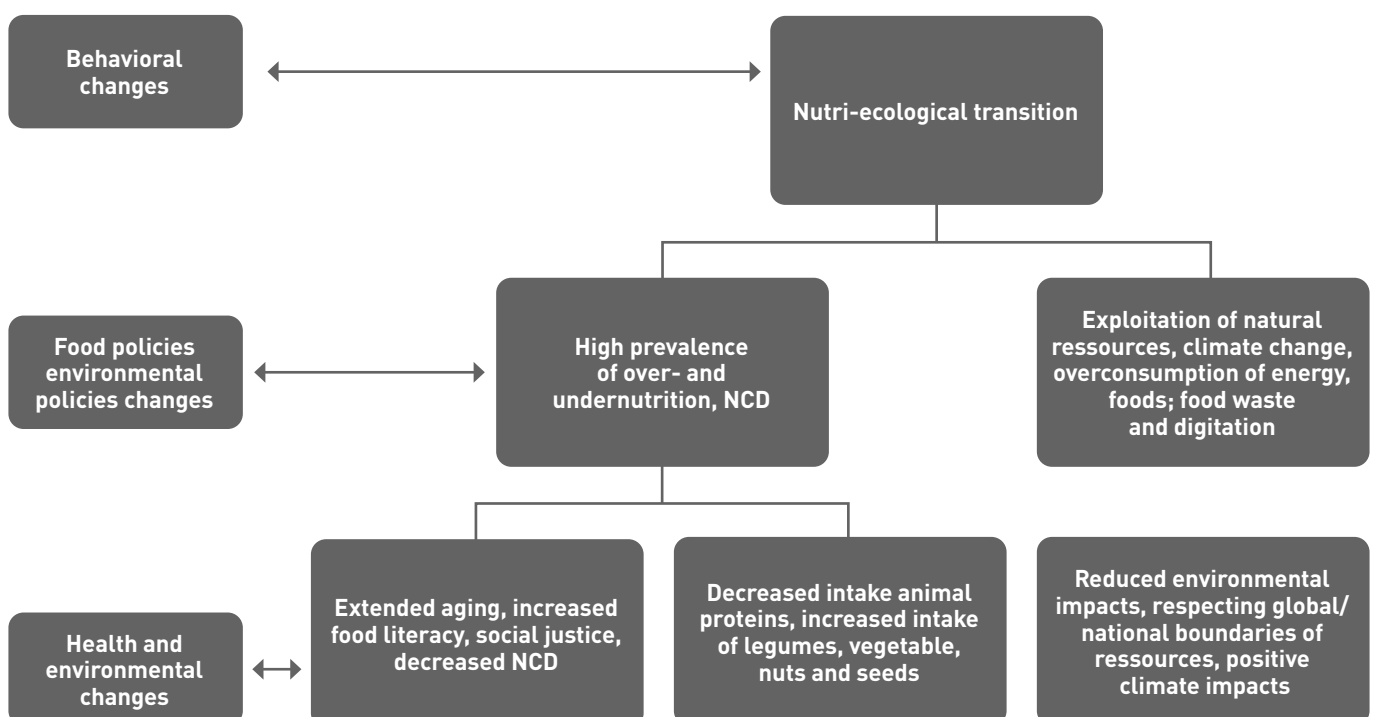 Behavioral
changes
Nutri-ecological transition
Food policies
environmental
policies changes
High prevalence
of over- and
undernutrition, NCD
Exploitation of natural
ressources, climate change,
overconsumption of energy,
foods; food waste
and digitation
Health and
environmental
changes
Extended aging, increased
food literacy, social justice,
decreased NCD
Decreased intake animal
proteins, increased intake
of legumes, vegetable,
nuts and seeds
Reduced environmental
impacts, respecting global/
national boundaries of
ressources, positive
climate impacts